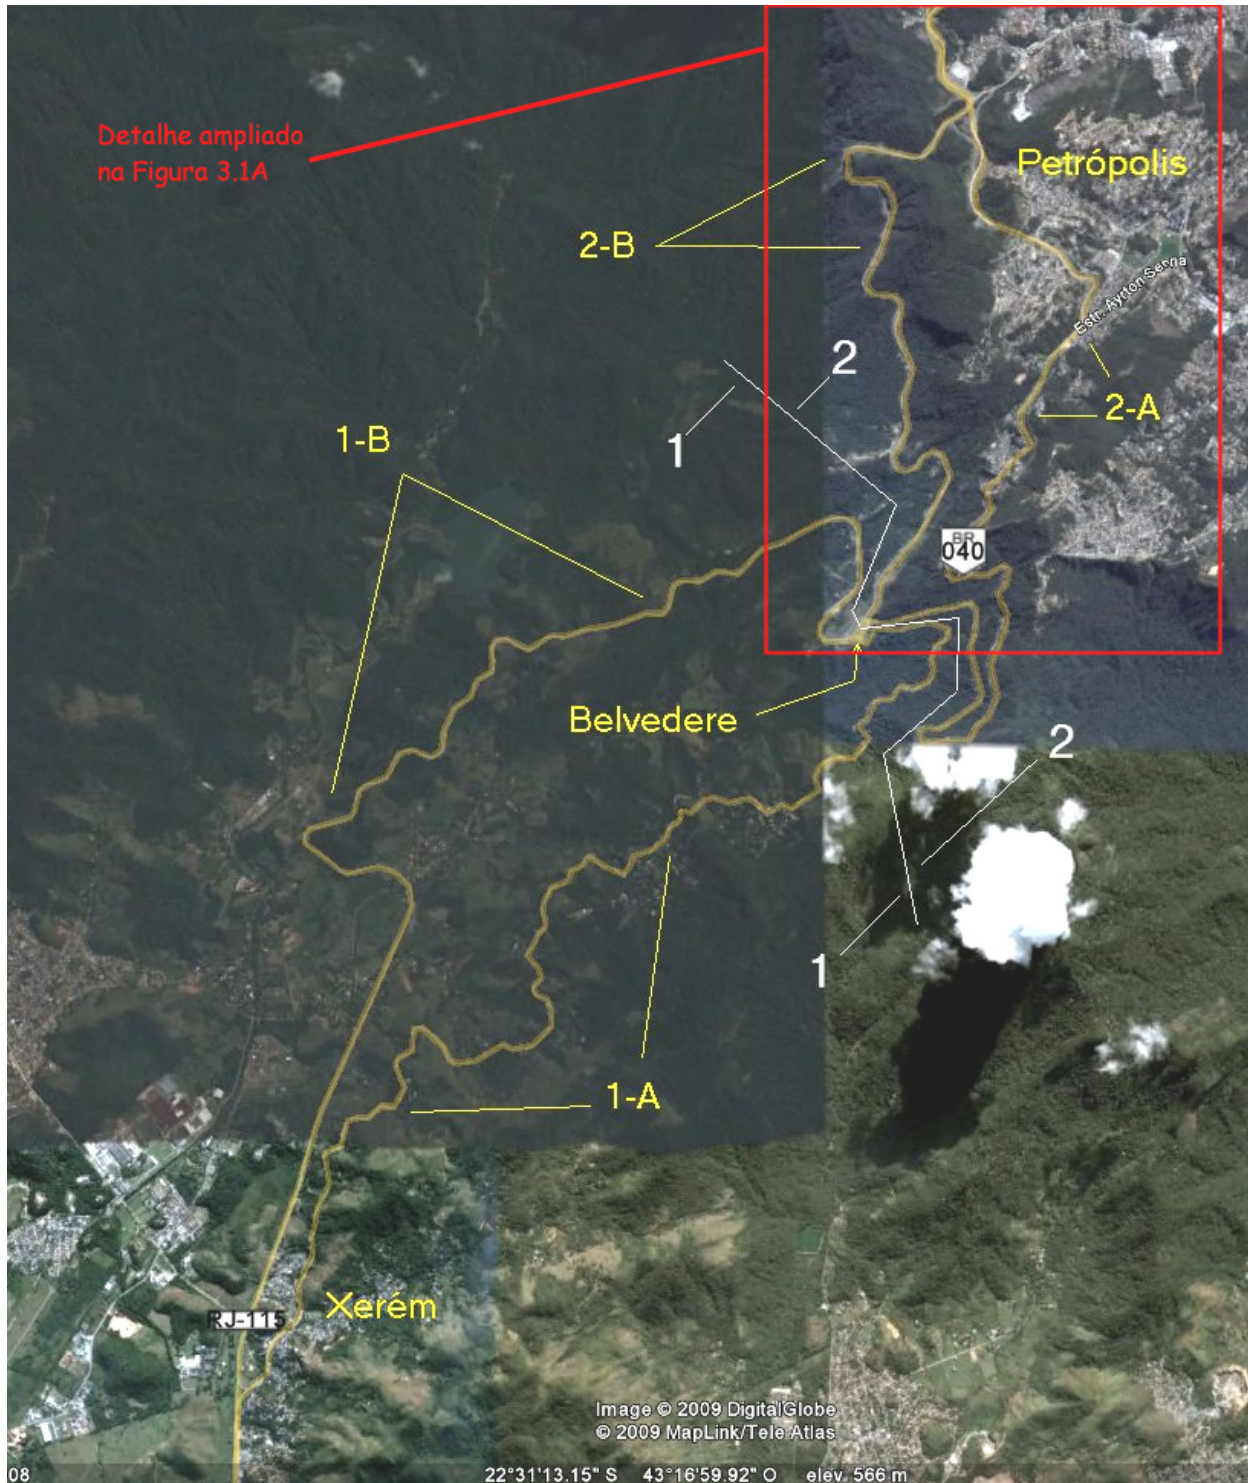 Detalhe ampliado
na Figura 3.1A
Petrópolis
2-B
Estr. Ayrton Senna
2
1
2-A
1-B
BR
040
Belvedere
2
1
1-A
Xerém
RJ-115
Image © 2009 DigitalGlobe
© 2009 MapLink/Tele Atlas
08
22°31'13.15" S 43°16'59.92" O elev. 566 m